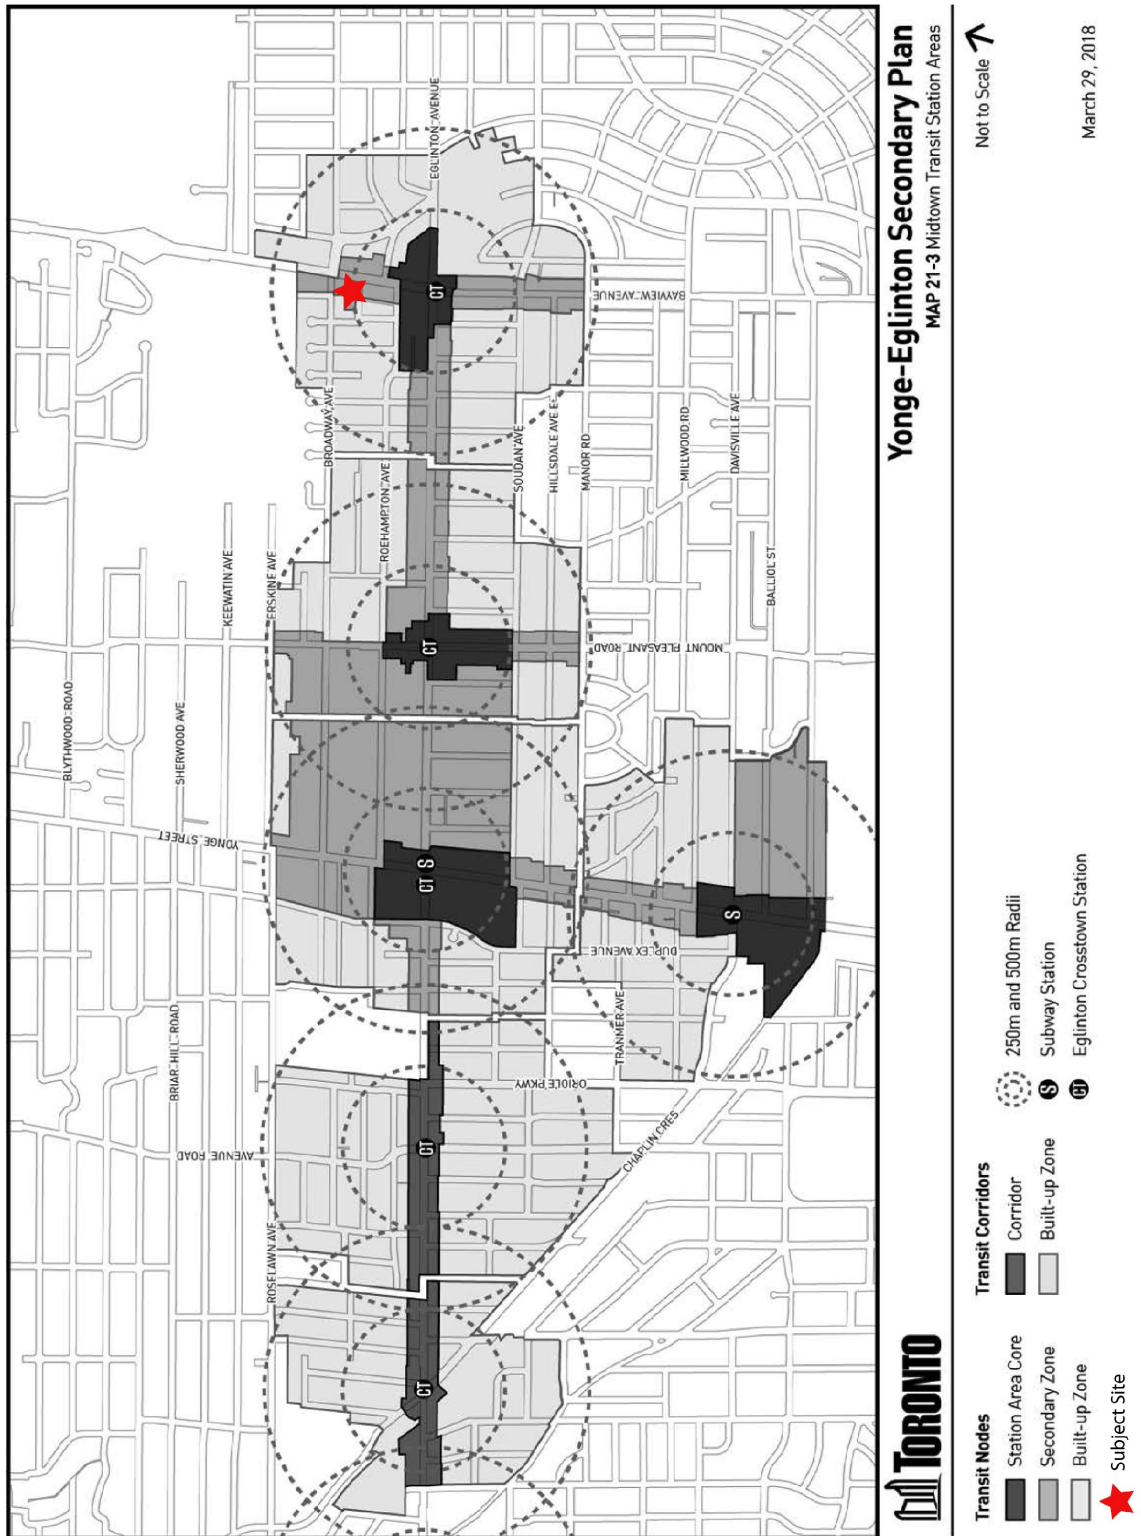 Yonge-Eglinton Secondary Plan
MAP 21-3 Midtown Transit Station Areas
Not to Scale
March 29, 2018
BLYTHWOOD ROAD
SHERWOOD AVE
KEEWATIN AVE
ERSKINE AVE
BROADWAY AVE
ROEHAMPTON AVE
EGLINTON AVENUE
SOUDAN AVE
HILLSDALE AVE E
MANOR RD
BAYVIEW AVENUE
MILLWOOD RD
DAVISVILLE AVE
BALLIOL ST
MOUNT PLEASANT ROAD
YONGE STREET
DUPLEX AVENUE
TRANMER AVE
ORIOLE PKWY
CHAPLIN CRES
BRIAR HILL ROAD
AVENUE ROAD
ROSELAWN AVE
CT
CT
CT S
S
CT
CT
TORONTO
Transit Nodes
Station Area Core
Secondary Zone
Built-up Zone
Subject Site
Transit Corridors
Corridor
Built-up Zone
250m and 500m Radii
S Subway Station
CT Eglinton Crosstown Station